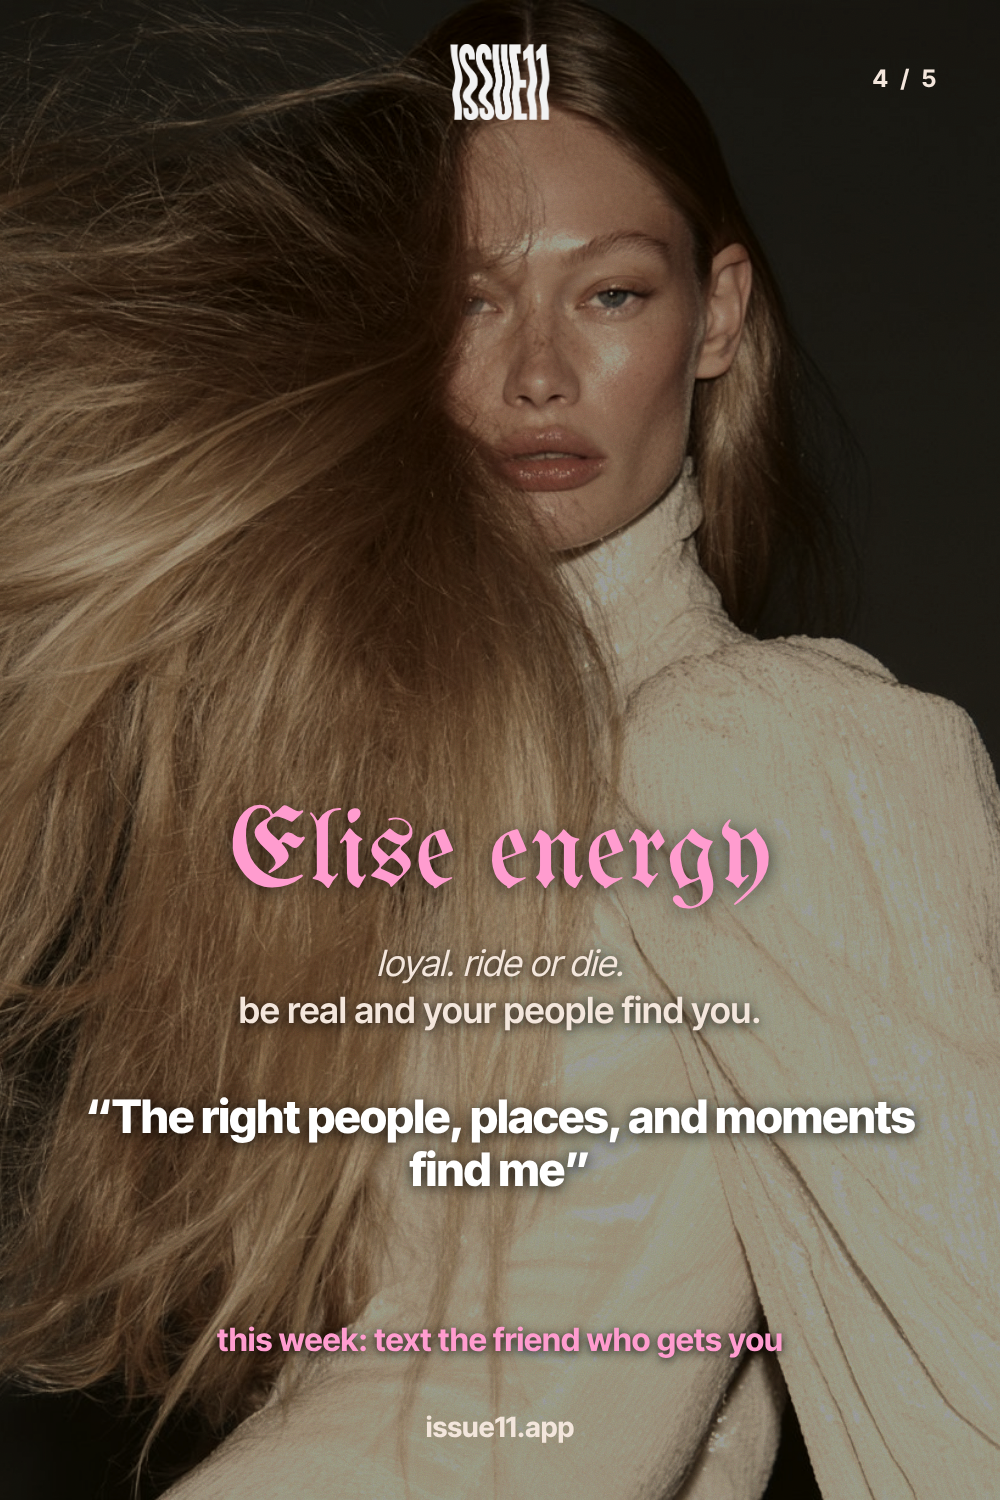 ISSUE11
4 / 5
Elise energy
loyal. ride or die.
be real and your people find you.
“The right people, places, and moments
find me”
this week: text the friend who gets you
issue11.app